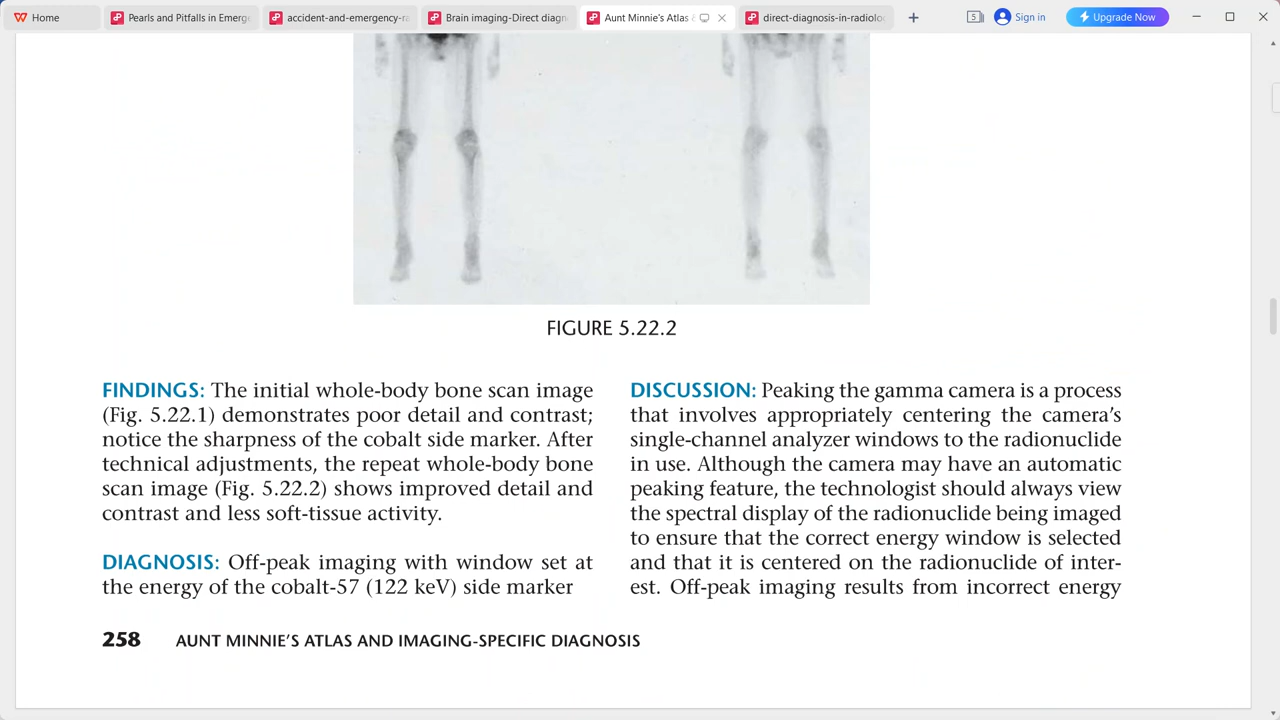 Home
Pearls and Pitfalls in Emerg
accident-and-emergency-ra
Brain imaging-Direct diagn
Aunt Minnie's Atlas
direct-diagnosis-in-radiolo
5
Sign in
Upgrade Now
FIGURE 5.22.2
FINDINGS: The initial whole-body bone scan image
(Fig. 5.22.1) demonstrates poor detail and contrast;
notice the sharpness of the cobalt side marker. After
technical adjustments, the repeat whole-body bone
scan image (Fig. 5.22.2) shows improved detail and
contrast and less soft-tissue activity.
DIAGNOSIS: Off-peak imaging with window set at
the energy of the cobalt-57 (122 keV) side marker
DISCUSSION: Peaking the gamma camera is a process
that involves appropriately centering the camera's
single-channel analyzer windows to the radionuclide
in use. Although the camera may have an automatic
peaking feature, the technologist should always view
the spectral display of the radionuclide being imaged
to ensure that the correct energy window is selected
and that it is centered on the radionuclide of inter-
est. Off-peak imaging results from incorrect energy
258 AUNT MINNIE'S ATLAS AND IMAGING-SPECIFIC DIAGNOSIS